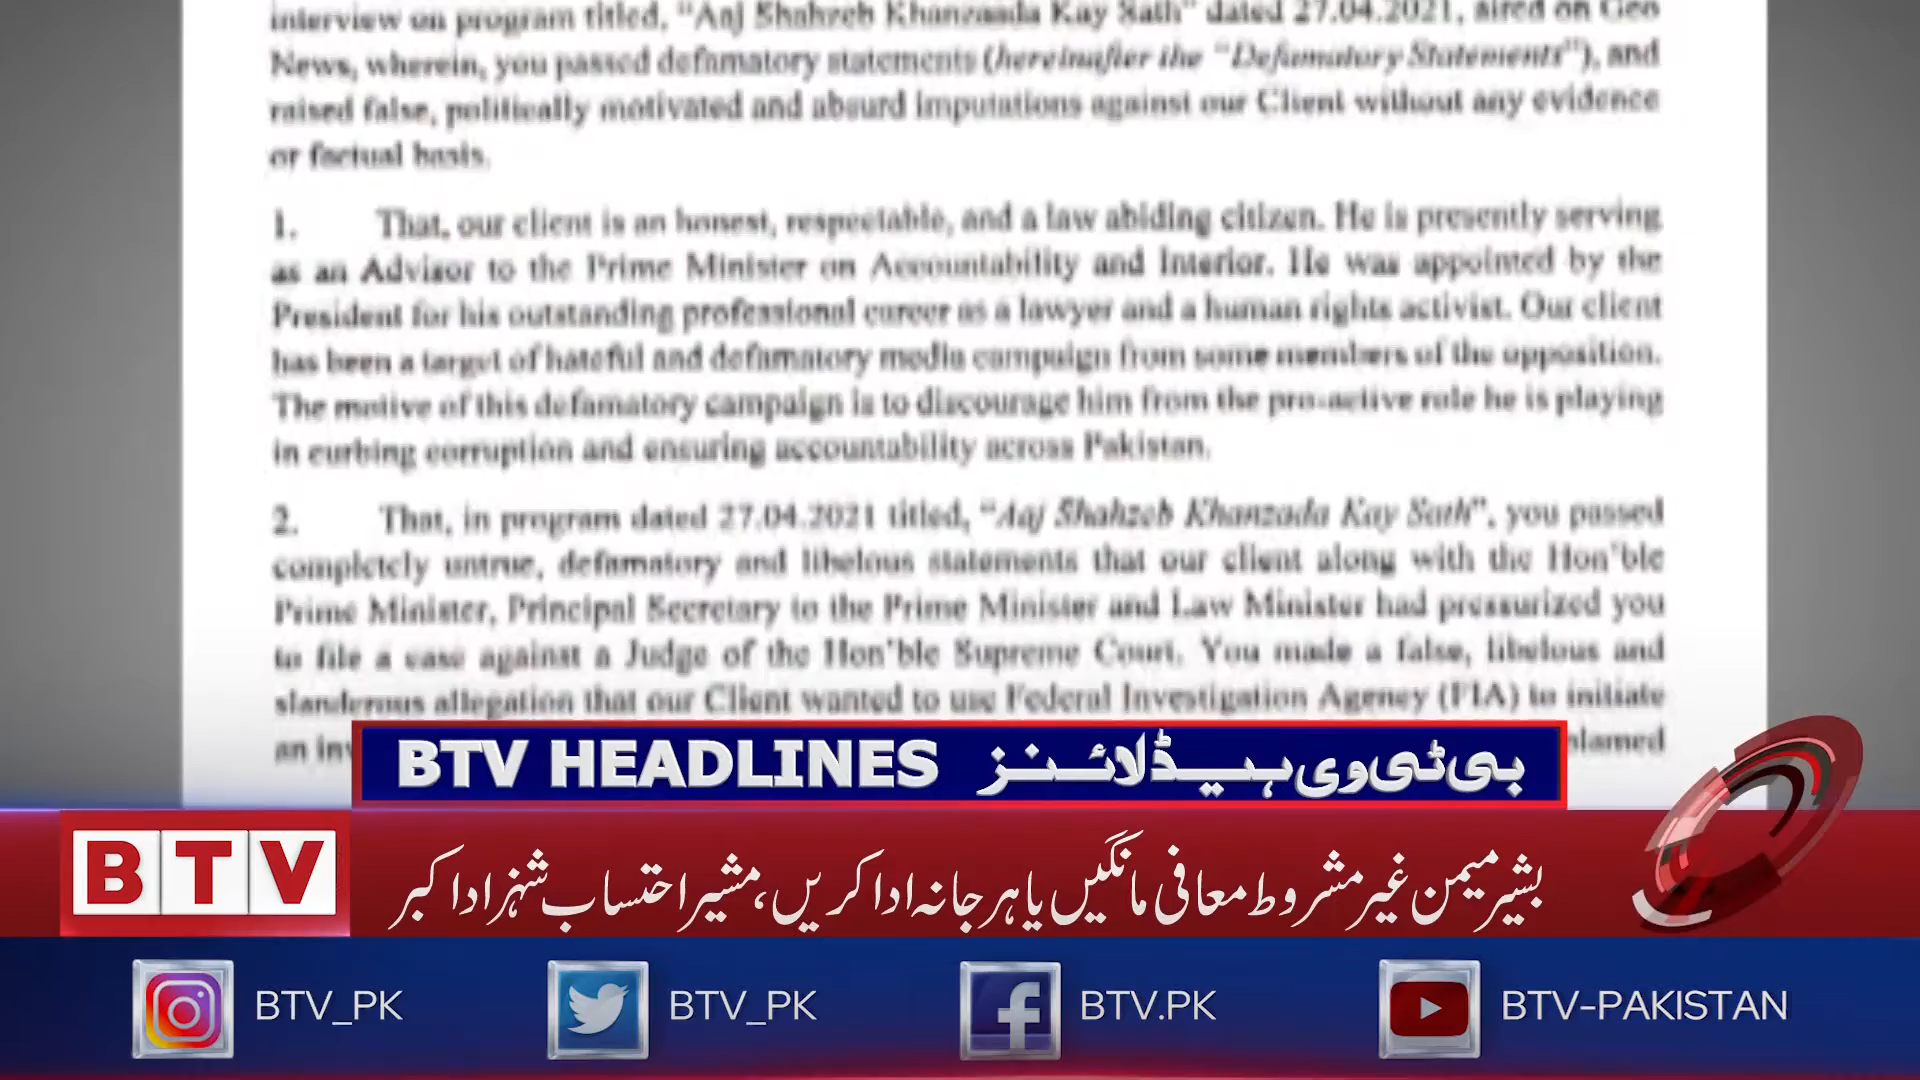 interview on program titled, "Aaj Shahzeb Khanzaada Kay Sath" dated 27.04.2021, aired on Geo
News, wherein, you passed defamatory statements (hereinafter the "Defamatory Statements"), and
raised false, politically motivated and absurd imputations against our Client without any evidence
or factual basis.
1. That, our client is an honest, respectable, and a law abiding citizen. He is presently serving
as an Advisor to the Prime Minister on Accountability and Interior. He was appointed by the
President for his outstanding professional career as a lawyer and a human rights activist. Our client
has been a target of hateful and defamatory media campaign from some members of the opposition.
The motive of this defamatory campaign is to discourage him from the pro-active role he is playing
in curbing corruption and ensuring accountability across Pakistan.
2. That, in program dated 27.04.2021 titled, "Aaj Shahzeb Khanzada Kay Sath", you passed
completely untrue, defamatory and libelous statements that our client along with the Hon'ble
Prime Minister, Principal Secretary to the Prime Minister and Law Minister had pressurized you
to file a case against a Judge of the Hon'ble Supreme Court. You made a false, libelous and
slanderous allegation that our Client wanted to use Federal Investigation Agency (FIA) to initiate
an
BTV HEADLINES بی ٹی وی ہیڈ لائنز
BTV
بشیر میمن غیر مشروط معافی مانگیں یا ہرجانہ ادا کریں، مشیر احتساب شہزاد اکبر
BTV_PK BTV_PK BTV.PK BTV-PAKISTAN